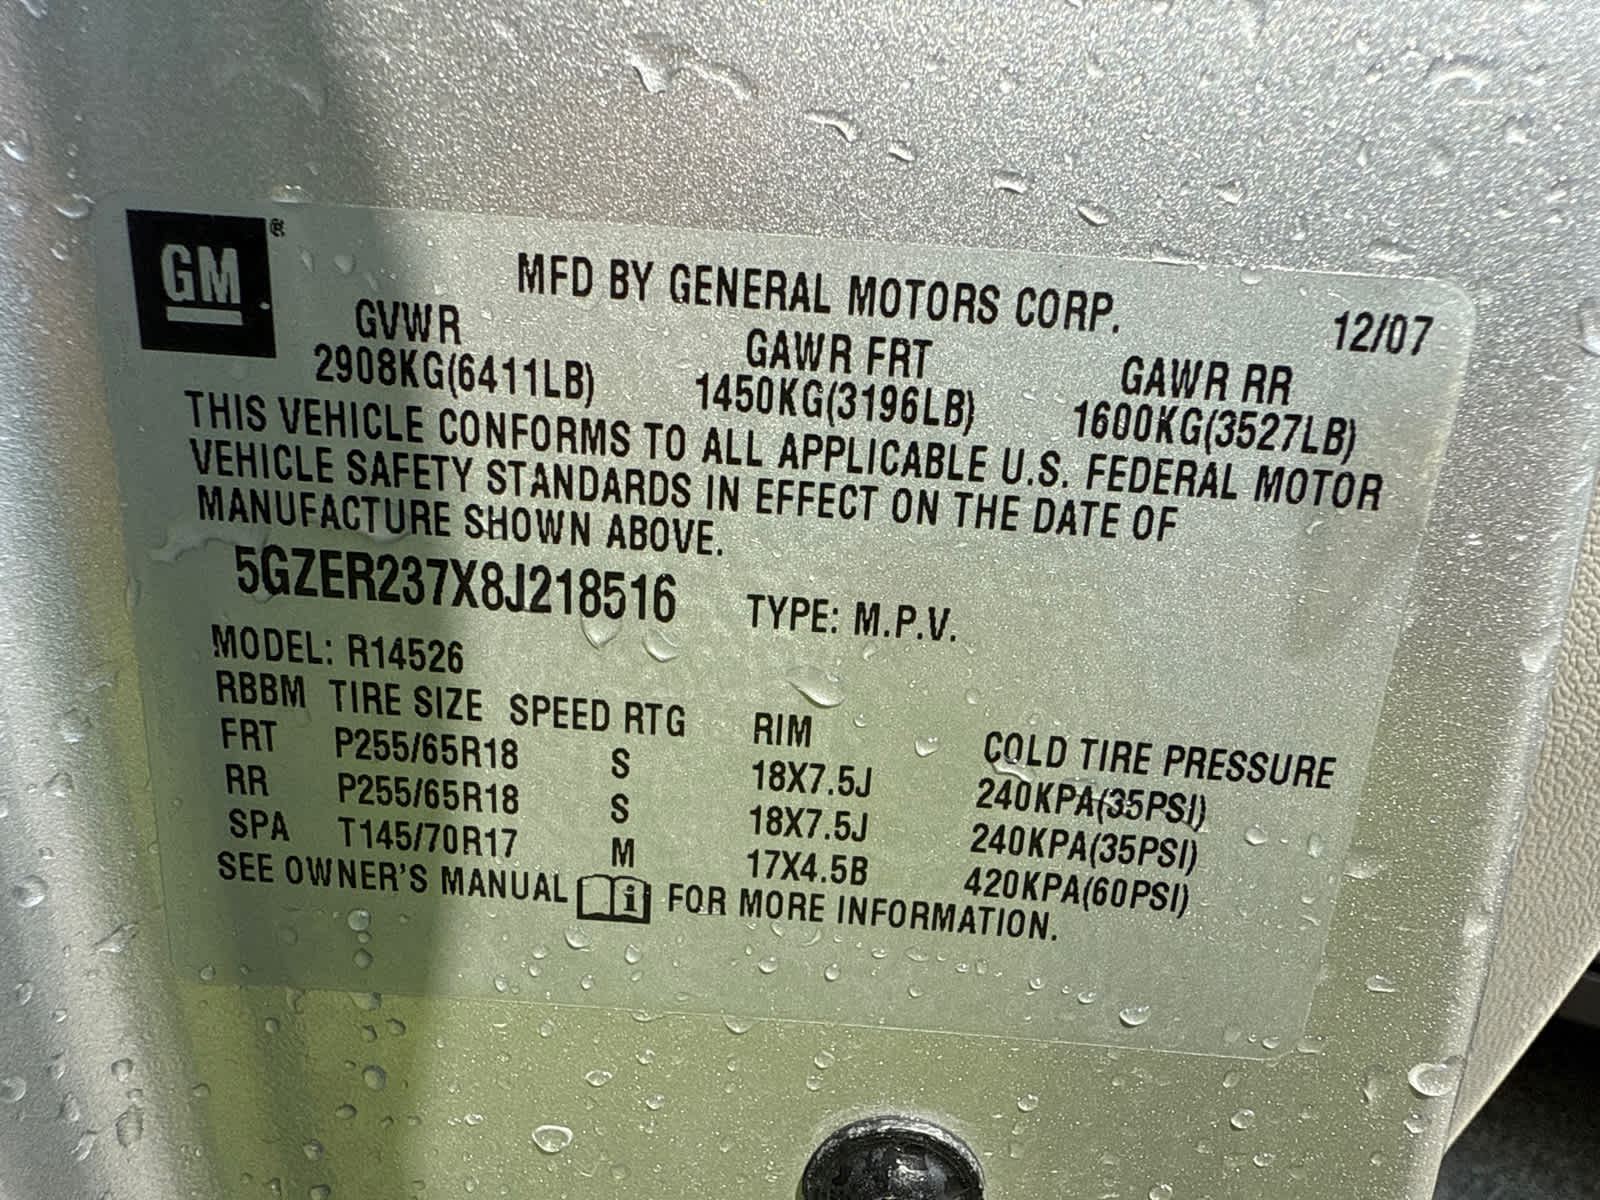 GM ®
MFD BY GENERAL MOTORS CORP.
12/07
GVWR GAWR FRT GAWR RR
2908KG(6411LB) 1450KG(3196LB) 1600KG(3527LB)
THIS VEHICLE CONFORMS TO ALL APPLICABLE U.S. FEDERAL MOTOR
VEHICLE SAFETY STANDARDS IN EFFECT ON THE DATE OF
MANUFACTURE SHOWN ABOVE.
5GZER237X8J218516 TYPE: M.P.V.
MODEL: R14526
RBBM TIRE SIZE SPEED RTG RIM COLD TIRE PRESSURE
FRT P255/65R18 S 18X7.5J 240KPA(35PSI)
RR P255/65R18 S 18X7.5J 240KPA(35PSI)
SPA T145/70R17 M 17X4.5B 420KPA(60PSI)
SEE OWNER'S MANUAL i FOR MORE INFORMATION.